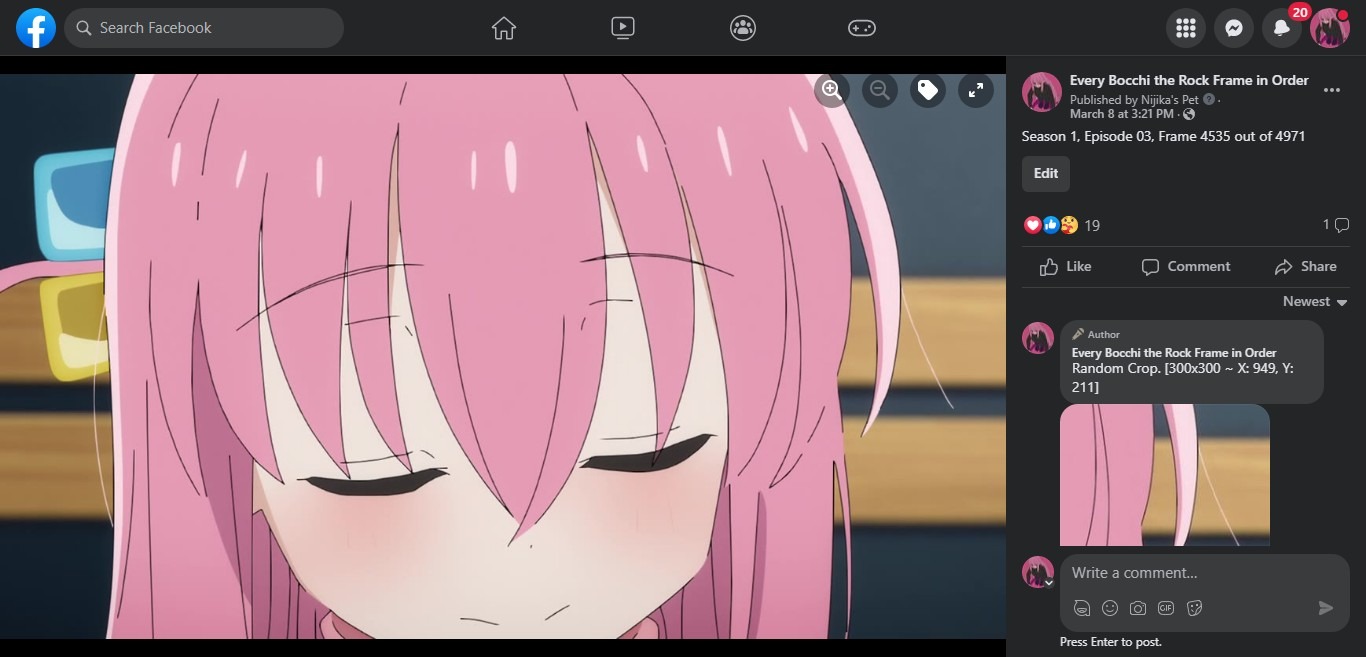 Search Facebook
20
Every Bocchi the Rock Frame in Order
Published by Nijika's Pet ·
March 8 at 3:21 PM ·
Season 1, Episode 03, Frame 4535 out of 4971
Edit
19
1
Like
Comment
Share
Newest
Author
Every Bocchi the Rock Frame in Order
Random Crop. [300x300 ~ X: 949, Y:
211]
Write a comment...
GIF
Press Enter to post.